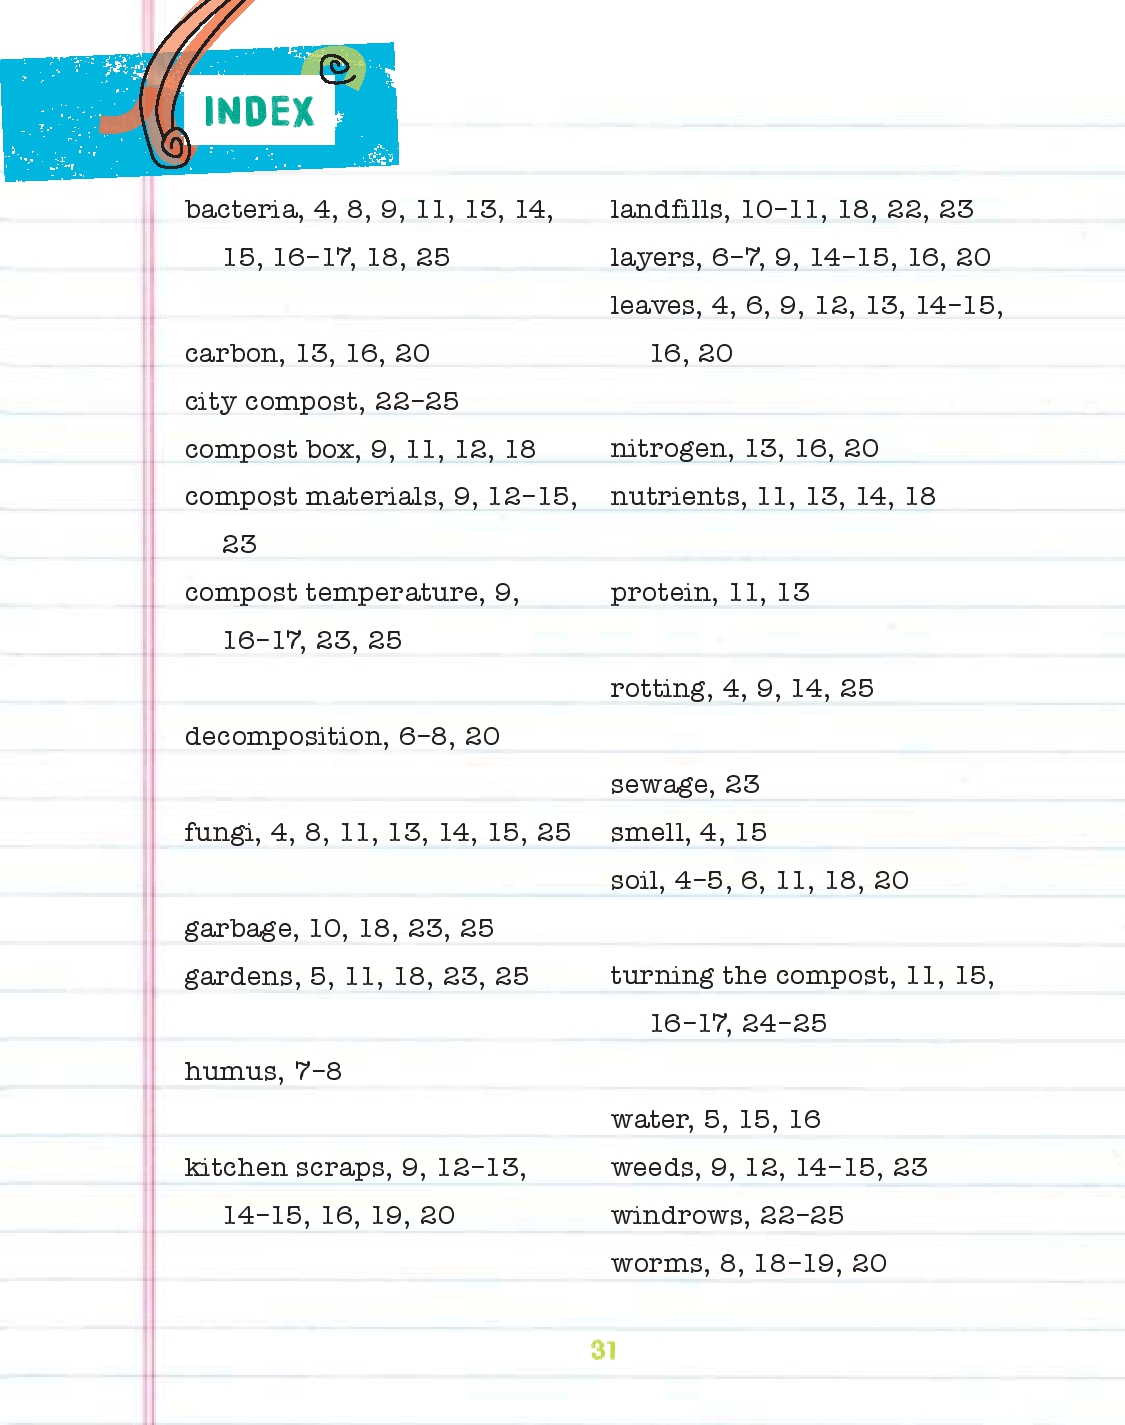 INDEX
bacteria, 4, 8, 9, 11, 13, 14,
15, 16–17, 18, 25
carbon, 13, 16, 20
city compost, 22–25
compost box, 9, 11, 12, 18
compost materials, 9, 12–15,
23
compost temperature, 9,
16–17, 23, 25
decomposition, 6–8, 20
fungi, 4, 8, 11, 13, 14, 15, 25
garbage, 10, 18, 23, 25
gardens, 5, 11, 18, 23, 25
humus, 7–8
kitchen scraps, 9, 12–13,
14–15, 16, 19, 20
landfills, 10–11, 18, 22, 23
layers, 6–7, 9, 14–15, 16, 20
leaves, 4, 6, 9, 12, 13, 14–15,
16, 20
nitrogen, 13, 16, 20
nutrients, 11, 13, 14, 18
protein, 11, 13
rotting, 4, 9, 14, 25
sewage, 23
smell, 4, 15
soil, 4–5, 6, 11, 18, 20
turning the compost, 11, 15,
16–17, 24–25
water, 5, 15, 16
weeds, 9, 12, 14–15, 23
windrows, 22–25
worms, 8, 18–19, 20
31